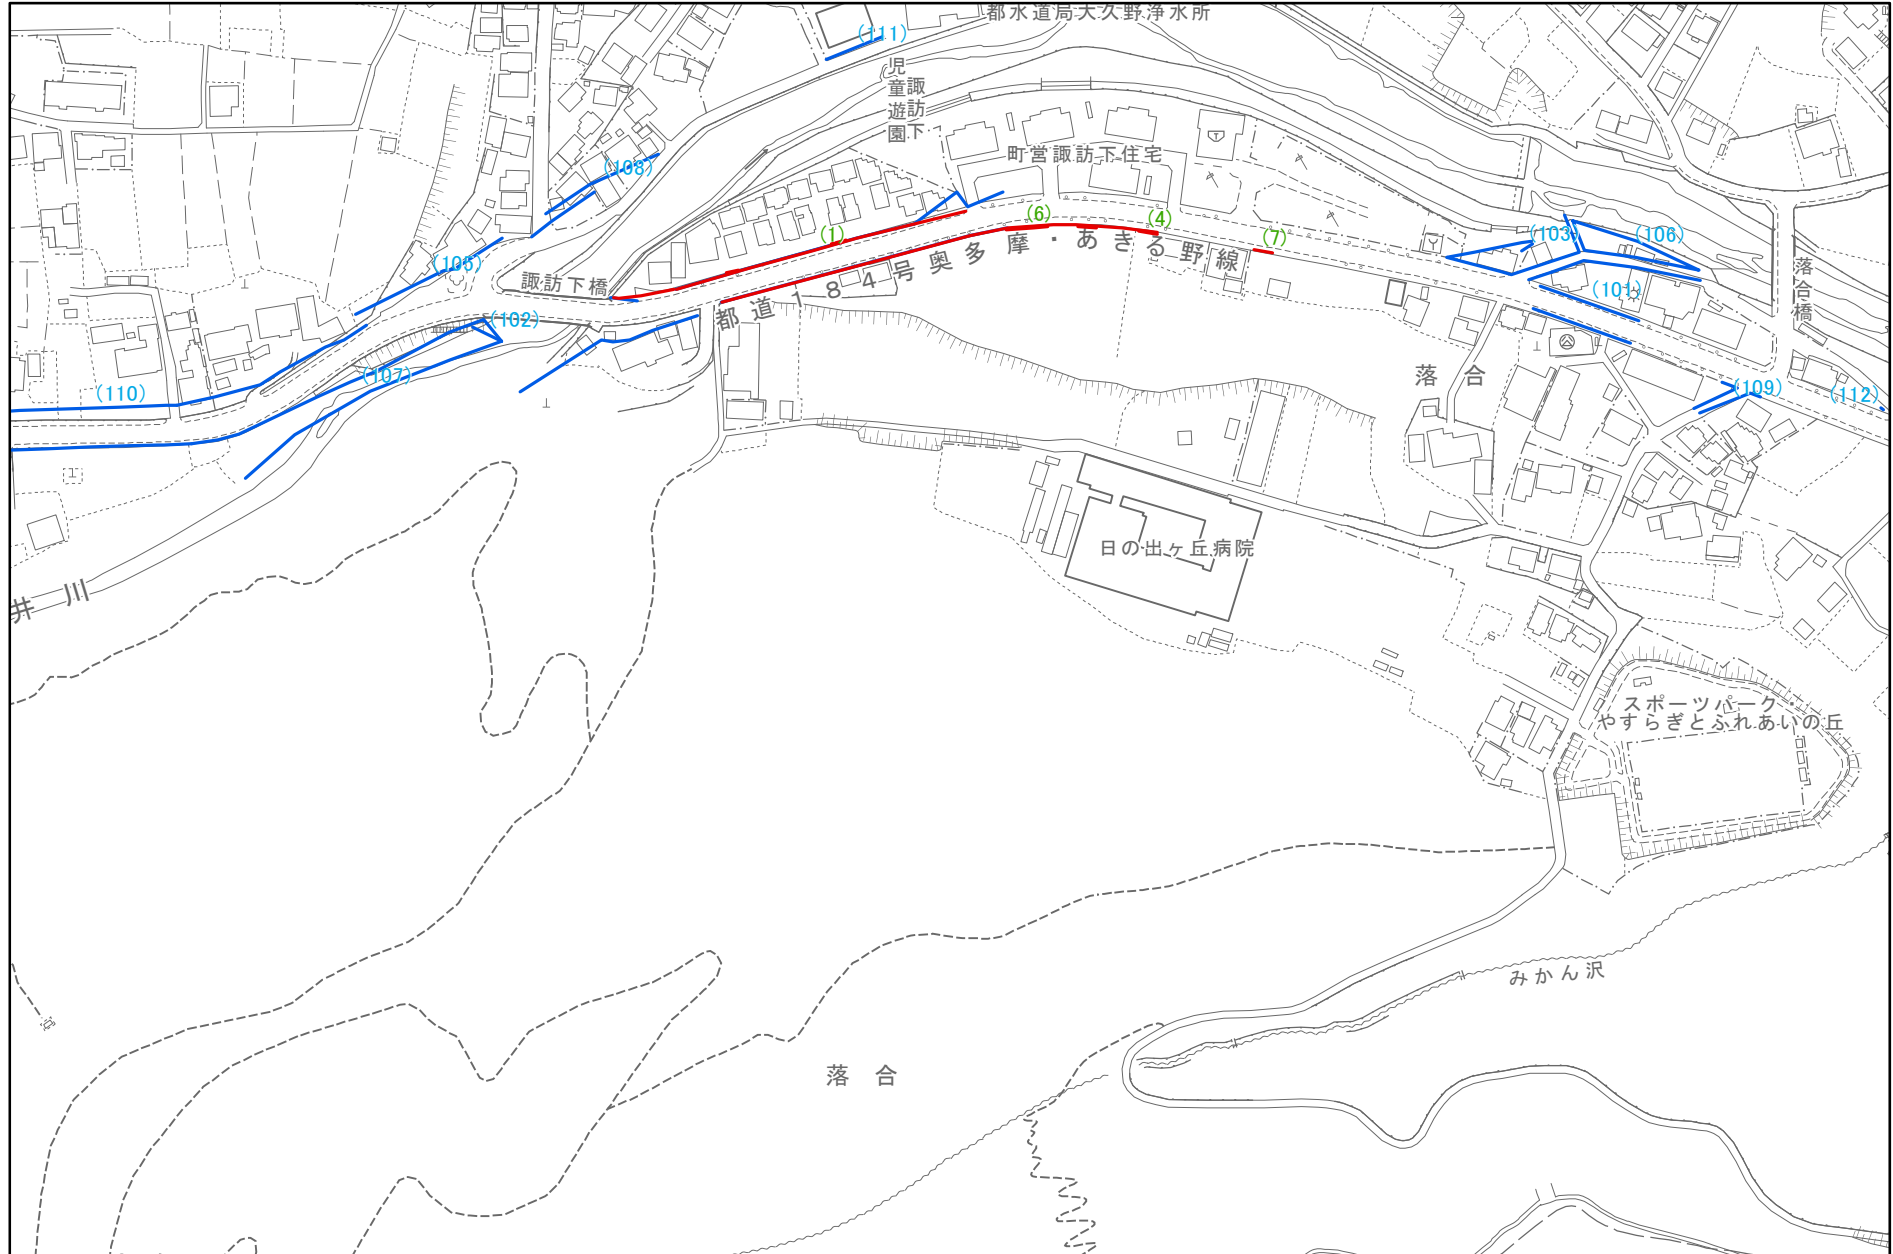 都水道局大久野浄水所
(111)
諏訪下
児童遊園
町営諏訪下住宅
(108)
(6)
(4)
(1)
(7)
(103)
(106)
(105)
都道184号奥多摩・あきる野線
落合橋
諏訪下橋
(101)
(102)
(107)
落合
(109)
(110)
(112)
日の出ヶ丘病院
井川
スポーツパーク・
やすらぎとふれあいの丘
みかん沢
落合